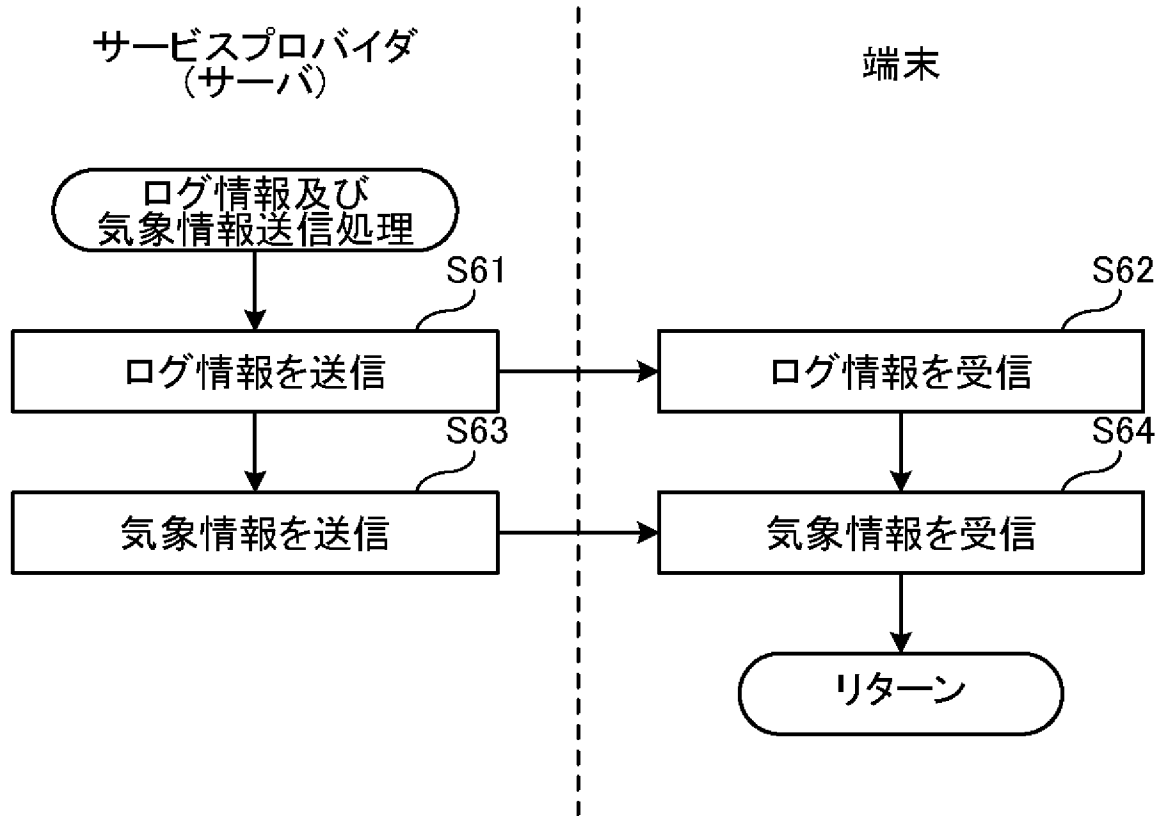 サービスプロバイダ
（サーバ）
端末
ログ情報及び
気象情報送信処理
S61
ログ情報を送信
S62
ログ情報を受信
S63
気象情報を送信
S64
気象情報を受信
リターン